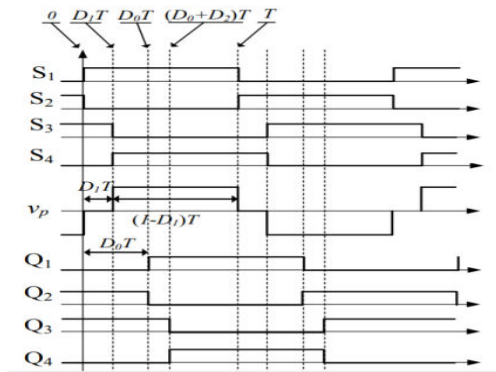 0 D₁T D₀T (D₀+D₂)T T
S₁
S₂
S₃
S₄
D₁T
vₚ
(1-D₁)T
D₀T
Q₁
Q₂
Q₃
Q₄